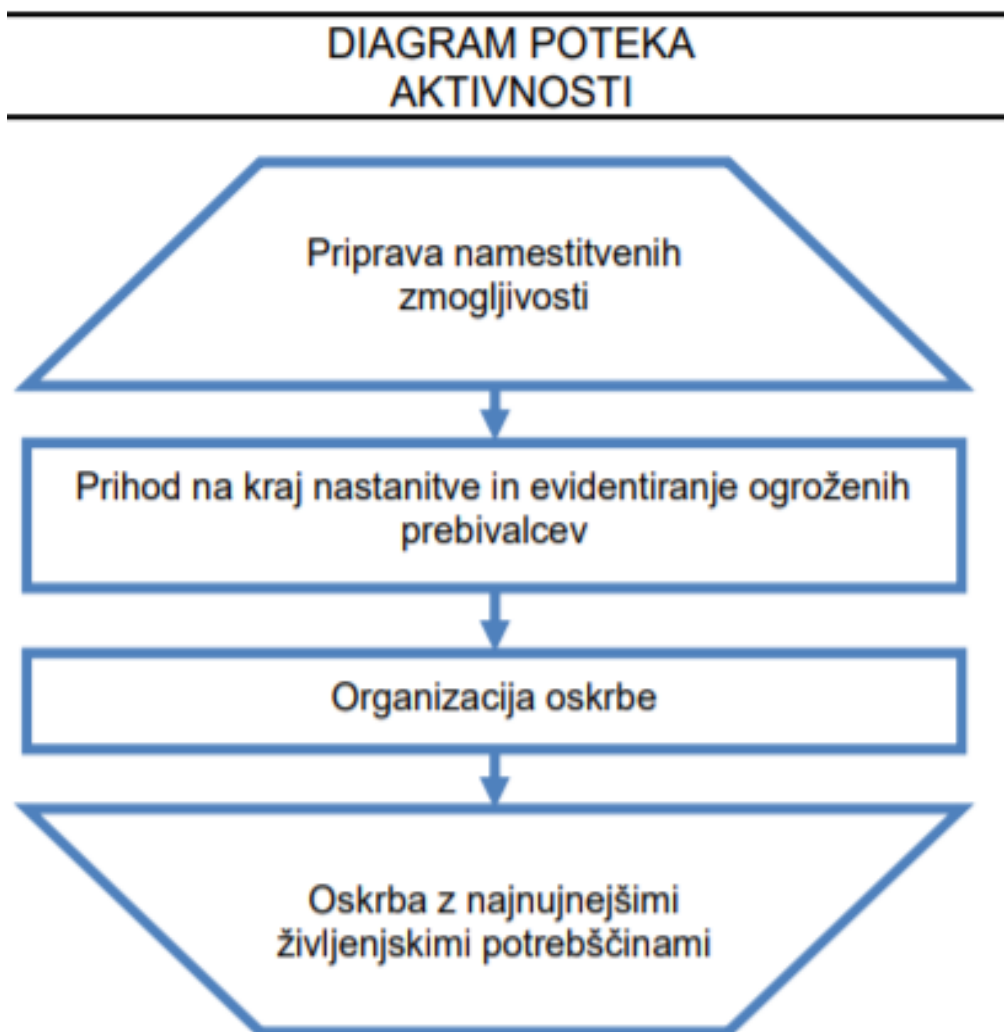 DIAGRAM POTEKA
AKTIVNOSTI
Priprava namestitvenih
zmogljivosti
Prihod na kraj nastanitve in evidentiranje ogroženih
prebivalcev
Organizacija oskrbe
Oskrba z najnujnejšimi
življenjskimi potrebščinami